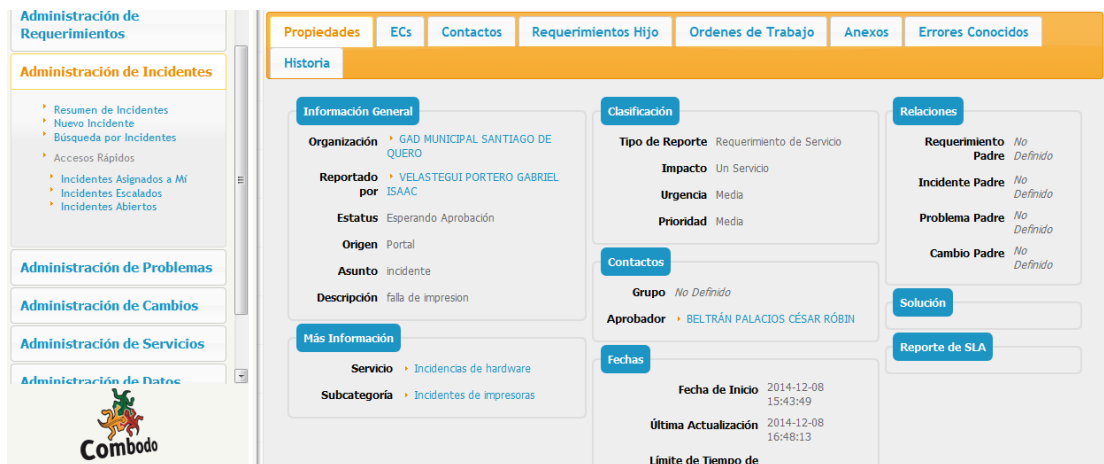 Administración de
Requerimientos
Administración de Incidentes
Resumen de Incidentes
Nuevo Incidente
Búsqueda por Incidentes
Accesos Rápidos
Incidentes Asignados a Mí
Incidentes Escalados
Incidentes Abiertos
Administración de Problemas
Administración de Cambios
Administración de Servicios
Administración de Datos
Combodo
Propiedades ECs Contactos Requerimientos Hijo Ordenes de Trabajo Anexos Errores Conocidos
Historia
Información General
Organización GAD MUNICIPAL SANTIAGO DE
QUERO
Reportado VELASTEGUI PORTERO GABRIEL
por ISAAC
Estatus Esperando Aprobación
Origen Portal
Asunto incidente
Descripción falla de impresion
Más Información
Servicio Incidencias de hardware
Subcategoría Incidentes de impresoras
Clasificación
Tipo de Reporte Requerimiento de Servicio
Impacto Un Servicio
Urgencia Media
Prioridad Media
Contactos
Grupo No Definido
Aprobador BELTRÁN PALACIOS CÉSAR RÓBIN
Fechas
Fecha de Inicio 2014-12-08
15:43:49
Última Actualización 2014-12-08
16:48:13
Límite de Tiempo de
Relaciones
Requerimiento No
Padre Definido
Incidente Padre No
Definido
Problema Padre No
Definido
Cambio Padre No
Definido
Solución
Reporte de SLA